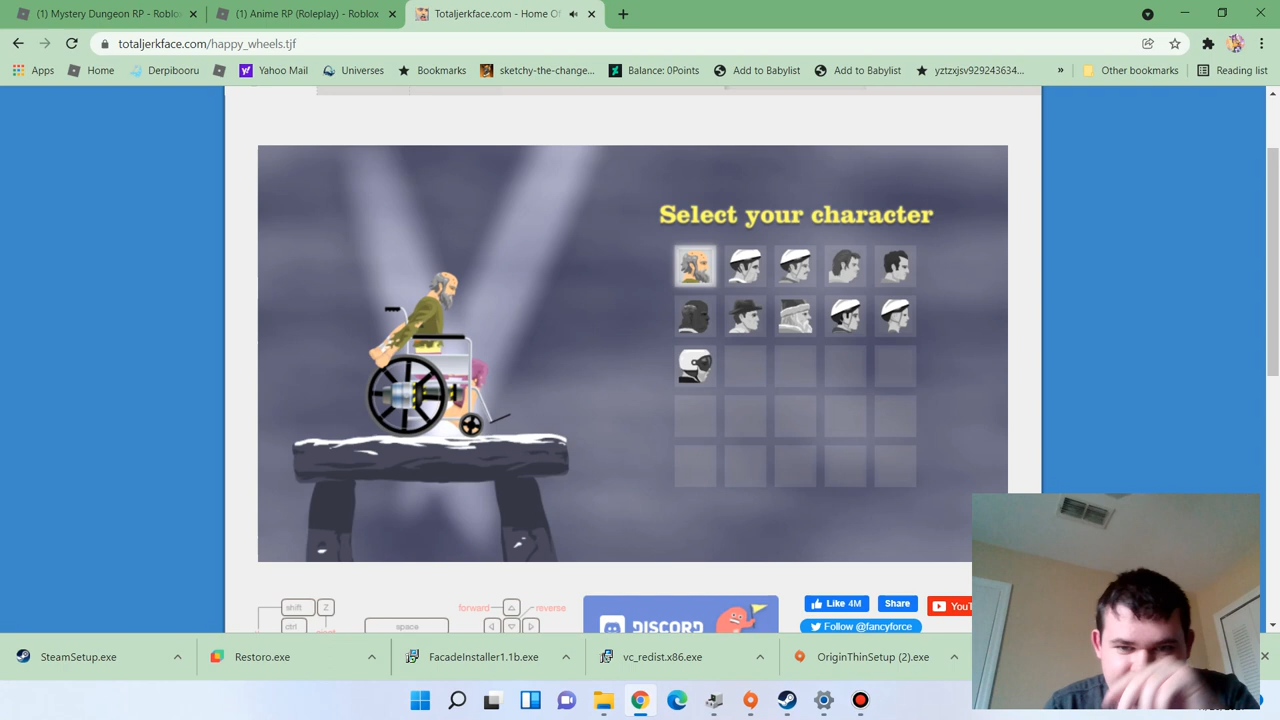 (1) Mystery Dungeon RP - Roblo
(1) Anime RP (Roleplay) - Roblox
Totaljerkface.com - Home Of
totaljerkface.com/happy_wheels.tjf
Apps
Home
Derpibooru
Yahoo Mail
Universes
Bookmarks
sketchy-the-change...
Balance: 0Points
Add to Babylist
Add to Babylist
yztzxjsv929243634...
»
Other bookmarks
Reading list
Select your character
shift
Z
ctrl
eject
space
forward
reverse
DISCORD
Like 4M
Share
YouT
Follow @fancyforce
SteamSetup.exe
Restoro.exe
FacadeInstaller1.1b.exe
vc_redist.x86.exe
OriginThinSetup (2).exe